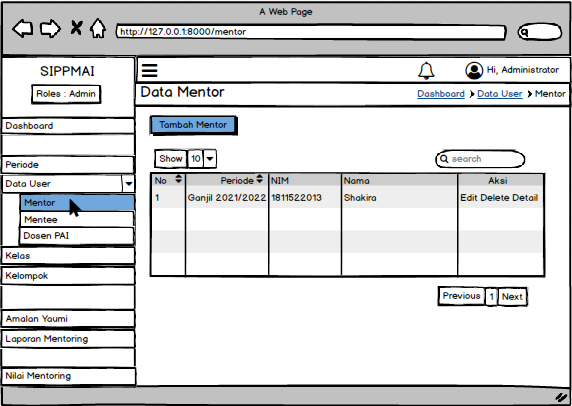 A Web Page
http://127.0.0.1:8000/mentor
SIPPMAI
Roles : Admin
Hi, Administrator
Data Mentor
Dashboard > Data User > Mentor
Dashboard
Periode
Data User
Mentor
Mentee
Dosen PAI
Kelas
Kelompok
Amalan Yaumi
Laporan Mentoring
Nilai Mentoring
Tambah Mentor
Show 10
search
No Periode NIM Nama Aksi
1 Ganjil 2021/2022 1811522013 Shakira Edit Delete Detail
Previous 1 Next